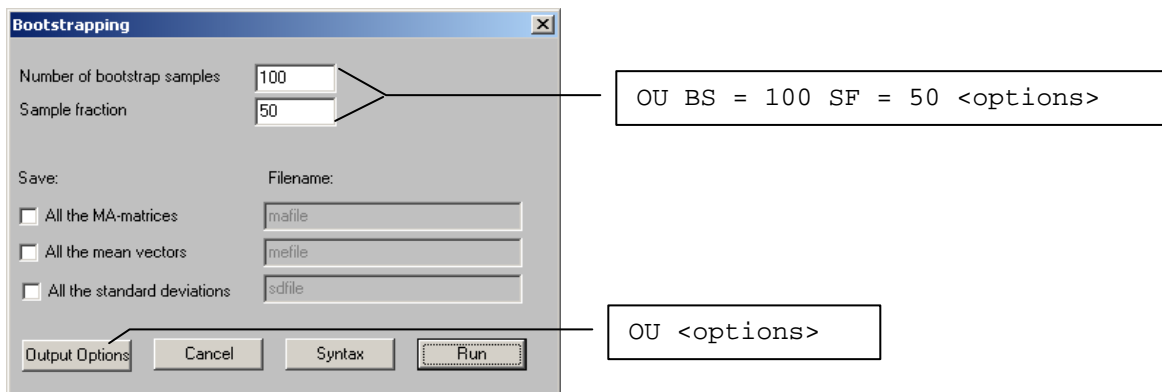 Bootstrapping
Number of bootstrap samples 100
Sample fraction 50
OU BS = 100 SF = 50 <options>
Save: Filename:
All the MA-matrices mafile
All the mean vectors mefile
All the standard deviations sdfile
OU <options>
Output Options Cancel Syntax Run